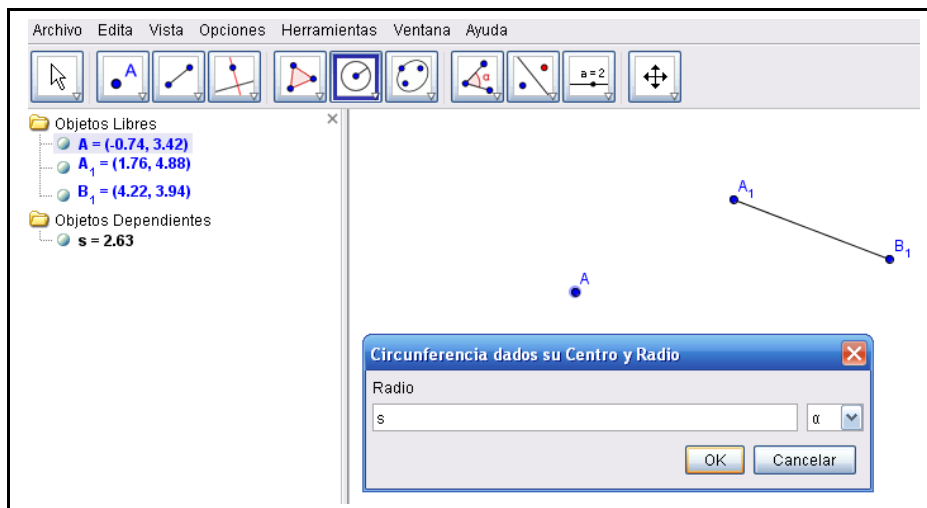 Archivo Edita Vista Opciones Herramientas Ventana Ayuda
A
α
a = 2
Objetos Libres
A = (-0.74, 3.42)
A₁ = (1.76, 4.88)
B₁ = (4.22, 3.94)
Objetos Dependientes
s = 2.63
A₁
B₁
A
Circunferencia dados su Centro y Radio
Radio
s
α
OK Cancelar